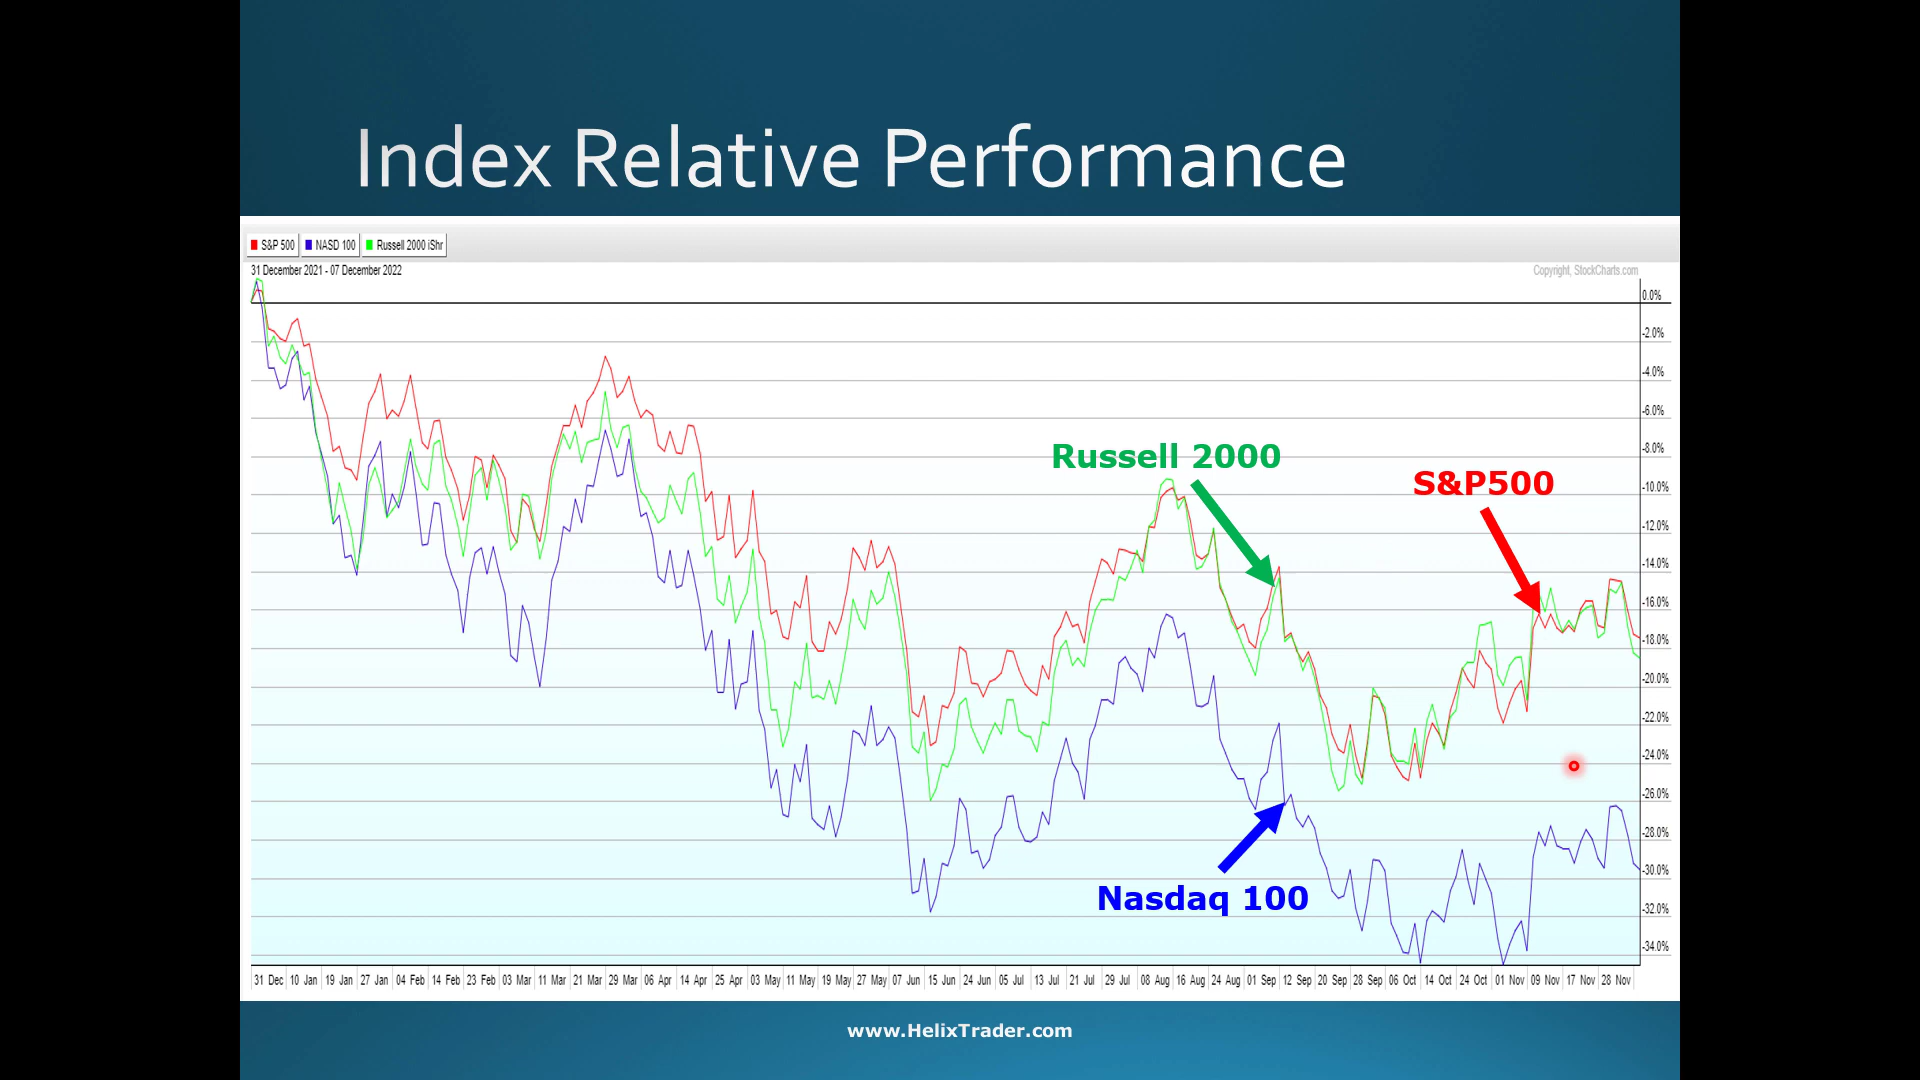 Index Relative Performance
S&P 500 NASD 100 Russell 2000 iShr
31 December 2021 - 07 December 2022
Copyright, StockCharts.com
0.0%
-2.0%
-4.0%
-6.0%
-8.0%
Russell 2000
S&P500
-10.0%
-12.0%
-14.0%
-16.0%
-18.0%
-20.0%
-22.0%
-24.0%
-26.0%
-28.0%
-30.0%
Nasdaq 100
-32.0%
-34.0%
31 Dec 10 Jan 19 Jan 27 Jan 04 Feb 14 Feb 23 Feb 03 Mar 11 Mar 21 Mar 29 Mar 06 Apr 14 Apr 25 Apr 03 May 11 May 19 May 27 May 07 Jun 15 Jun 24 Jun 05 Jul 13 Jul 21 Jul 29 Jul 08 Aug 16 Aug 24 Aug 01 Sep 12 Sep 20 Sep 28 Sep 06 Oct 14 Oct 24 Oct 01 Nov 09 Nov 17 Nov 28 Nov
www.HelixTrader.com